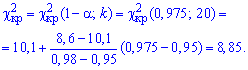 χ²кр = χ²кр(1 − α; k) = χ²кр(0,975; 20) =
= 10,1 + (8,6 − 10,1)/(0,98 − 0,95) (0,975 − 0,95) = 8,85.